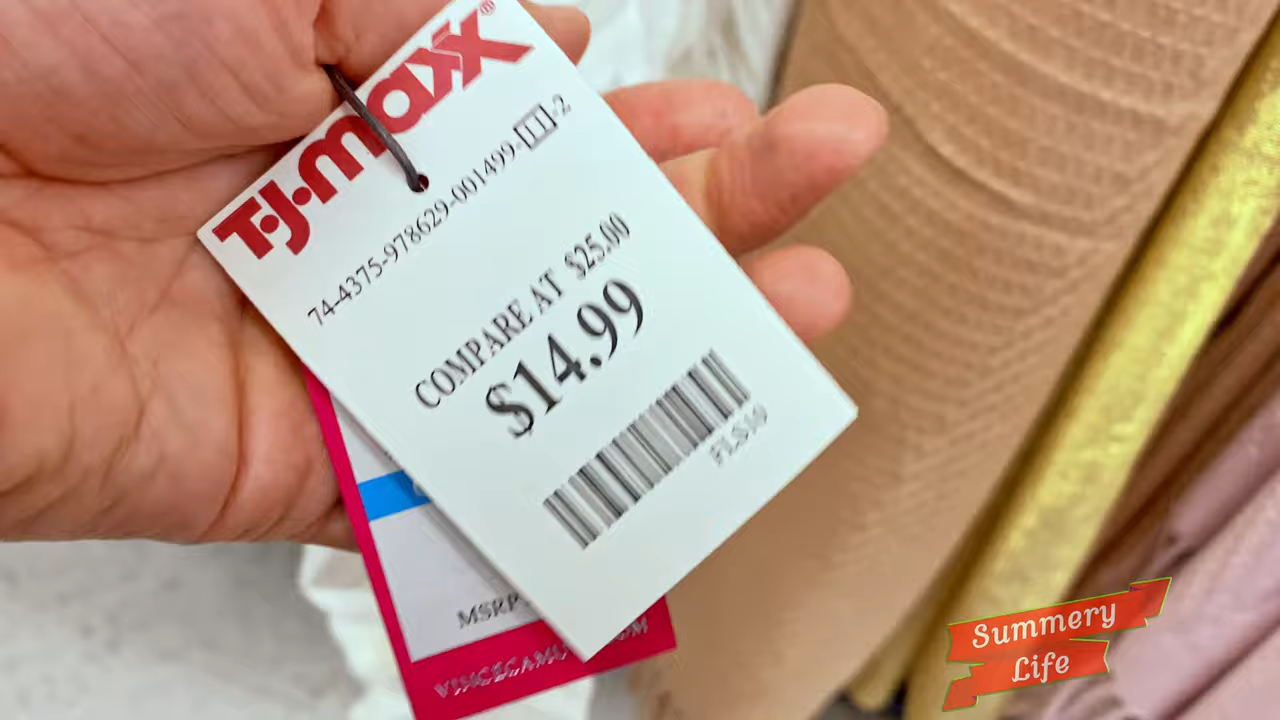 T·J·maxx®
74-4375-978629-001499-[11]-2
COMPARE AT $25.00
$14.99
MSRP
Summery
Life